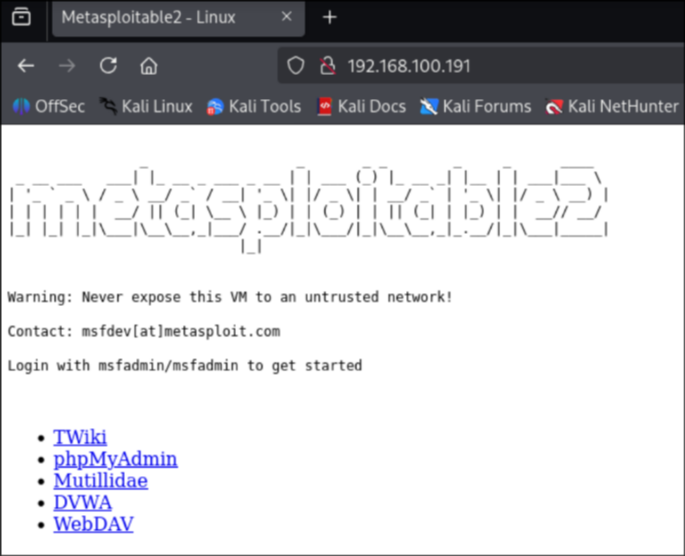 Metasploitable2 - Linux
192.168.100.191
OffSec Kali Linux Kali Tools Kali Docs Kali Forums Kali NetHunter
metasploitable2
Warning: Never expose this VM to an untrusted network!
Contact: msfdev[at]metasploit.com
Login with msfadmin/msfadmin to get started
TWiki
phpMyAdmin
Mutillidae
DVWA
WebDAV